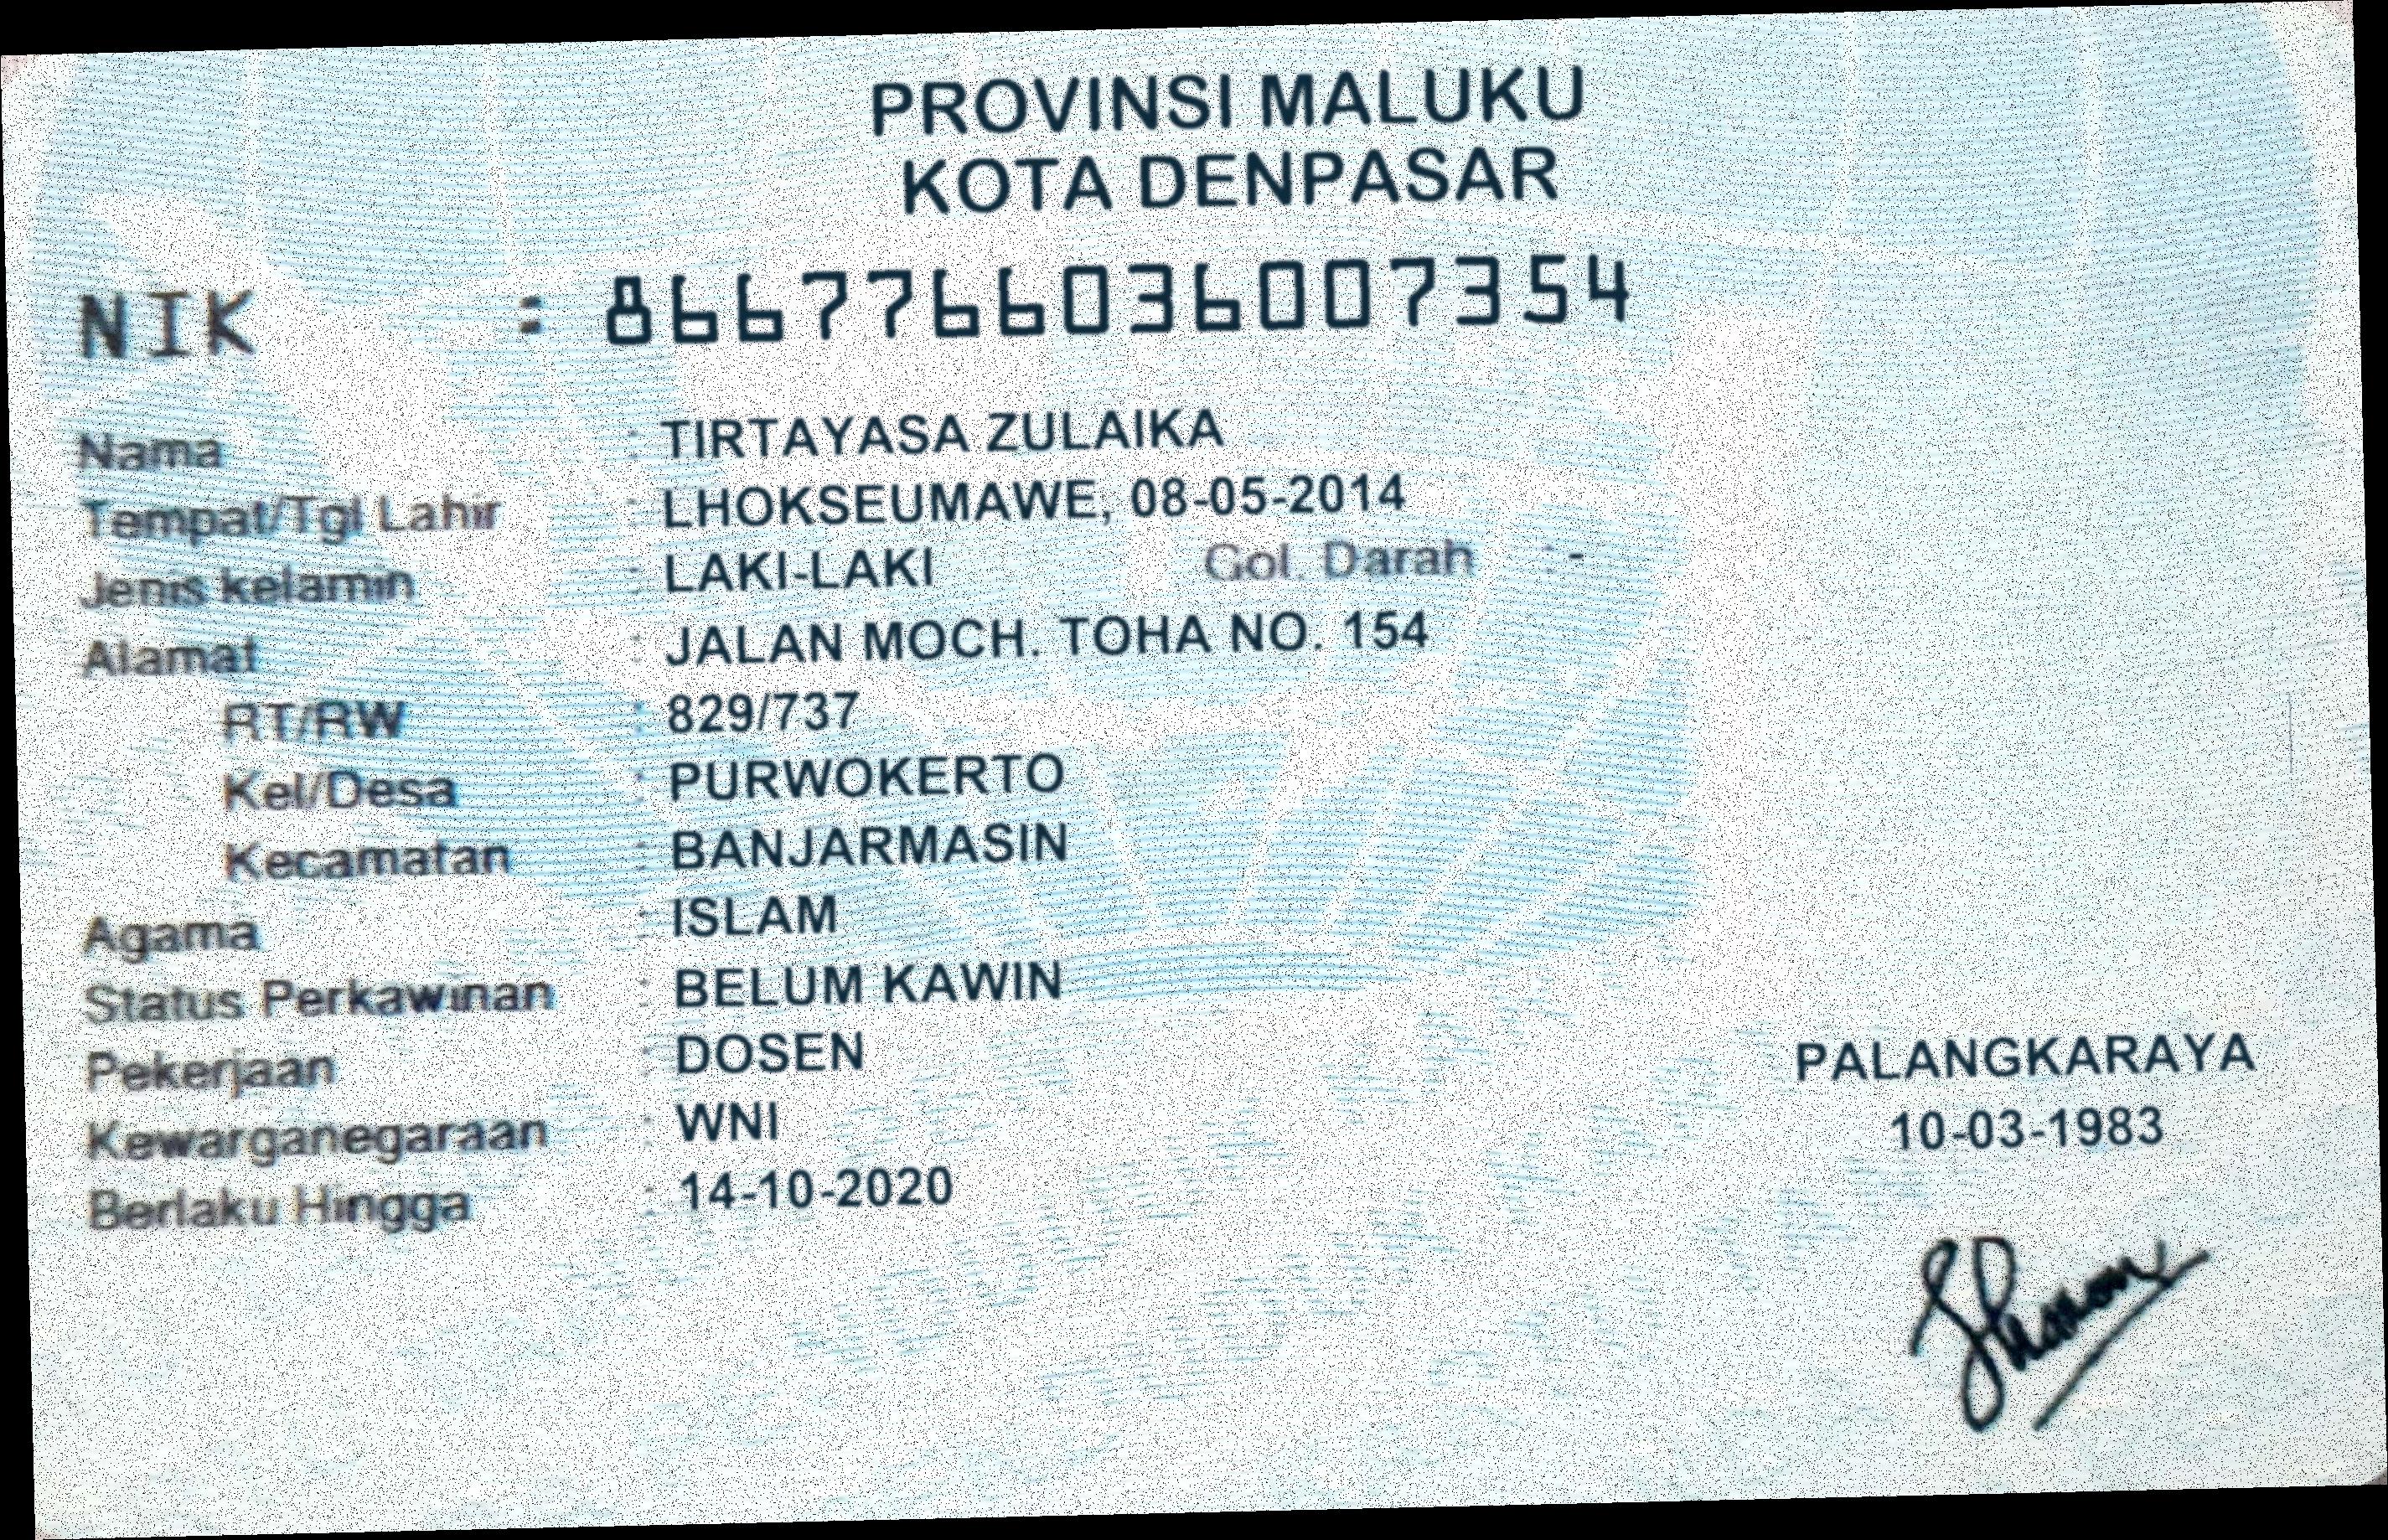 PROVINSI MALUKU
KOTA DENPASAR
NIK : 8667766036007354
Nama : TIRTAYASA ZULAIKA
Tempat/Tgl Lahir : LHOKSEUMAWE, 08-05-2014
Jenis kelamin : LAKI-LAKI Gol. Darah : -
Alamat : JALAN MOCH. TOHA NO. 154
RT/RW : 829/737
Kel/Desa : PURWOKERTO
Kecamatan : BANJARMASIN
Agama : ISLAM
Status Perkawinan : BELUM KAWIN
Pekerjaan : DOSEN
Kewarganegaraan : WNI
Berlaku Hingga : 14-10-2020
PALANGKARAYA
10-03-1983